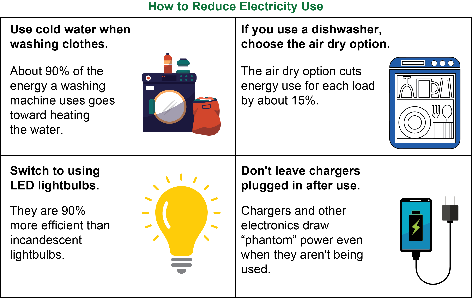 How to Reduce Electricity Use
Use cold water when
washing clothes.
About 90% of the
energy a washing
machine uses goes
toward heating
the water.
If you use a dishwasher,
choose the air dry option.
The air dry option cuts
energy use for each load
by about 15%.
Switch to using
LED lightbulbs.
They are 90%
more efficient than
incandescent
lightbulbs.
Don't leave chargers
plugged in after use.
Chargers and other
electronics draw
“phantom” power even
when they aren't being
used.